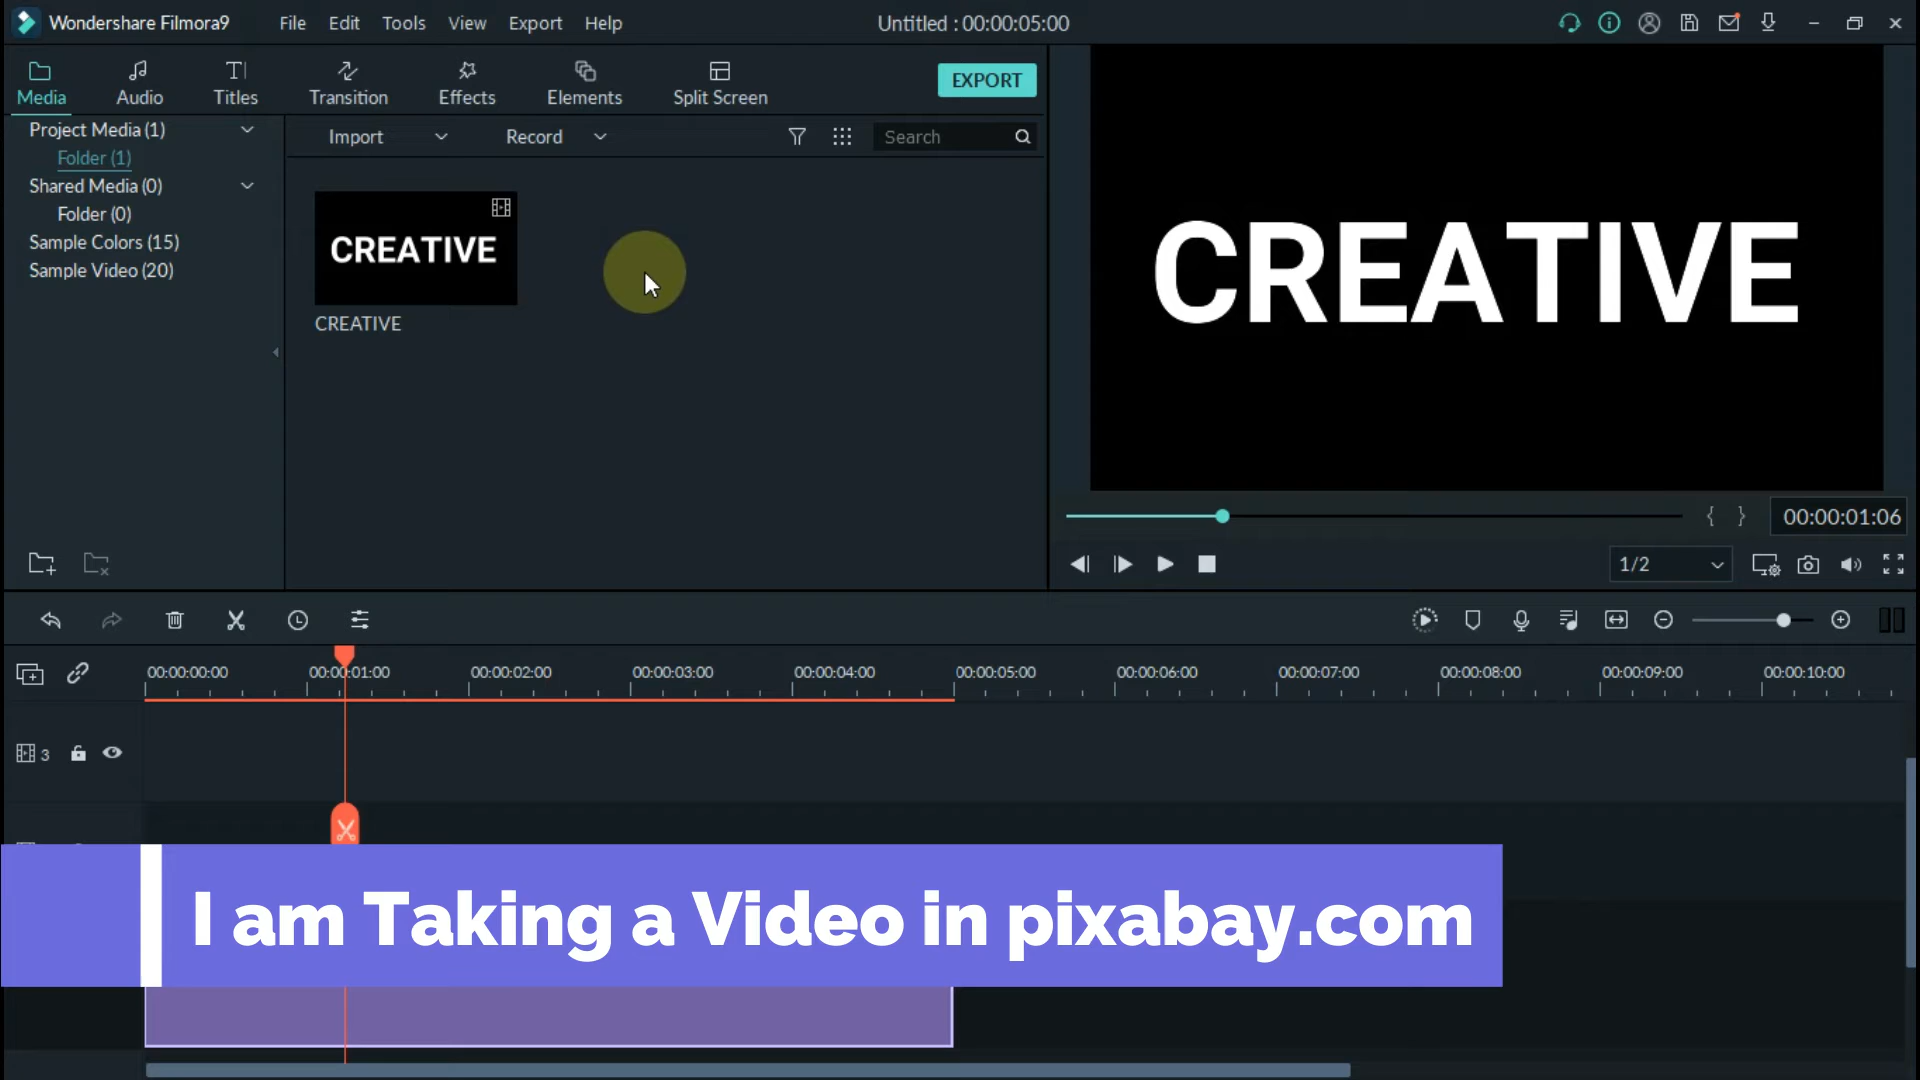 Wondershare Filmora9
File Edit Tools View Export Help
Untitled : 00:00:05:00
Media Audio Titles Transition Effects Elements Split Screen
EXPORT
Project Media (1)
Folder (1)
Shared Media (0)
Folder (0)
Sample Colors (15)
Sample Video (20)
Import Record Search
CREATIVE
CREATIVE
CREATIVE
{ } 00:00:01:06
1/2
00:00:00:00 00:00:01:00 00:00:02:00 00:00:03:00 00:00:04:00 00:00:05:00 00:00:06:00 00:00:07:00 00:00:08:00 00:00:09:00 00:00:10:00
3
I am Taking a Video in pixabay.com